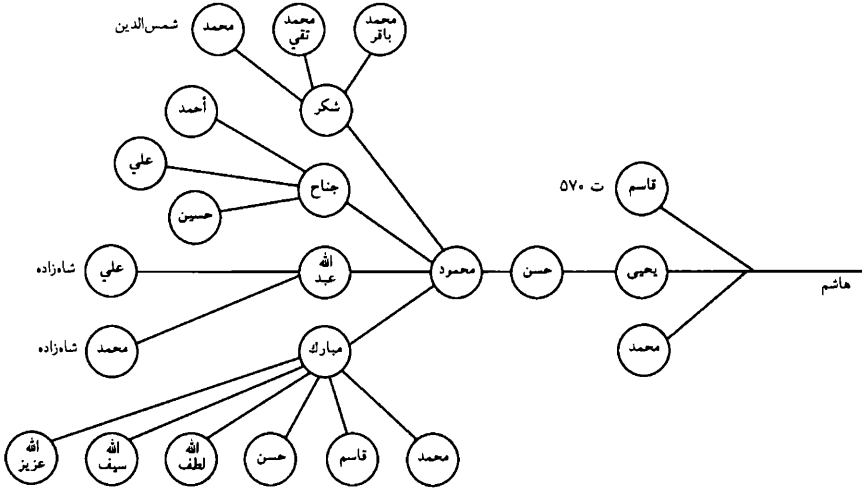 محمد
باقر
محمد
تقي
محمد
شمس‌الدين
شكر
أحمد
علي
حسين
جناح
قاسم
ت ۵۷۰
هاشم
يحيى
حسن
محمود
الله
عبد
علي
شاه‌زاده
محمد
مبارك
محمد
شاه‌زاده
محمد
قاسم
حسن
الله
لطف
الله
سيف
الله
عزيز